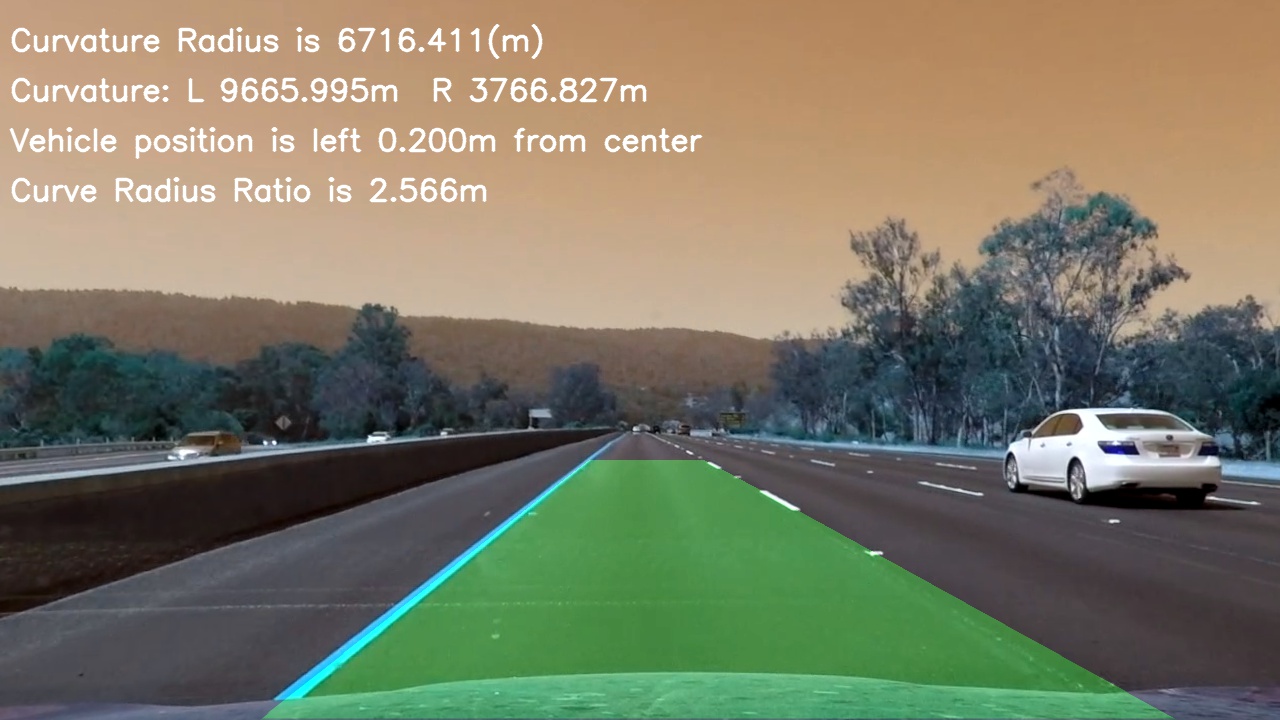 Curvature Radius is 6716.411(m)
Curvature: L 9665.995m R 3766.827m
Vehicle position is left 0.200m from center
Curve Radius Ratio is 2.566m